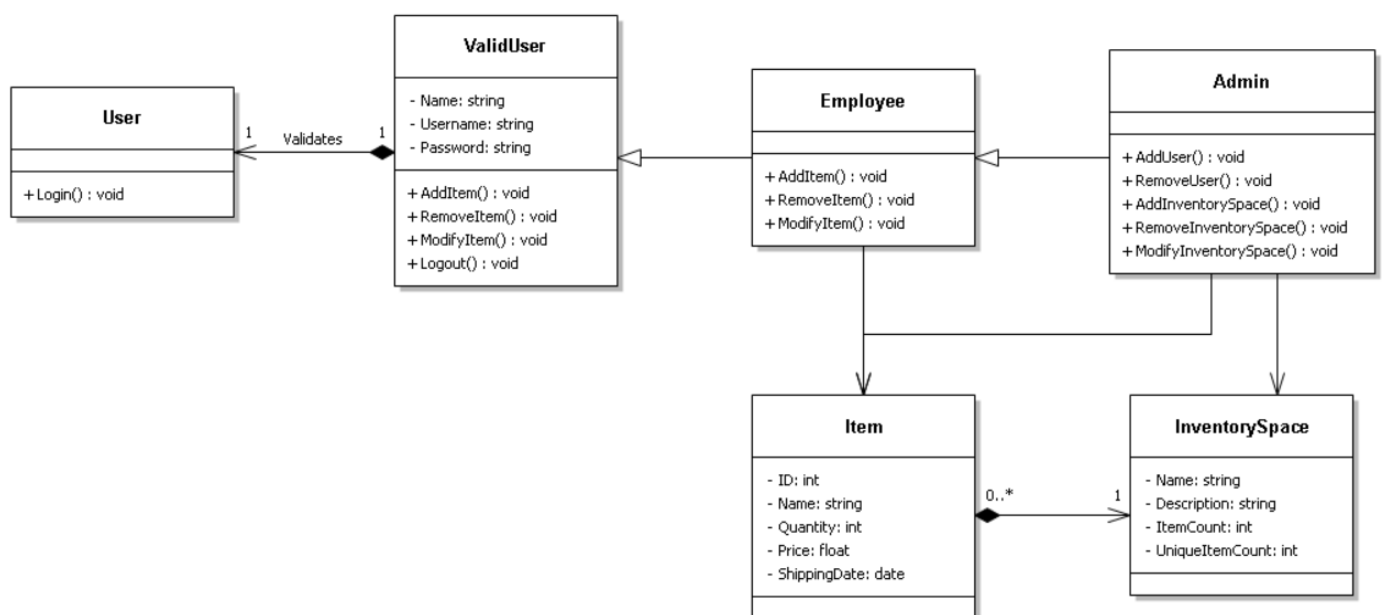 User
+ Login() : void
1
Validates
1
ValidUser
- Name: string
- Username: string
- Password: string
+ AddItem() : void
+ RemoveItem() : void
+ ModifyItem() : void
+ Logout() : void
Employee
+ AddItem() : void
+ RemoveItem() : void
+ ModifyItem() : void
Admin
+ AddUser() : void
+ RemoveUser() : void
+ AddInventorySpace() : void
+ RemoveInventorySpace() : void
+ ModifyInventorySpace() : void
Item
- ID: int
- Name: string
- Quantity: int
- Price: float
- ShippingDate: date
0..*
1
InventorySpace
- Name: string
- Description: string
- ItemCount: int
- UniqueItemCount: int